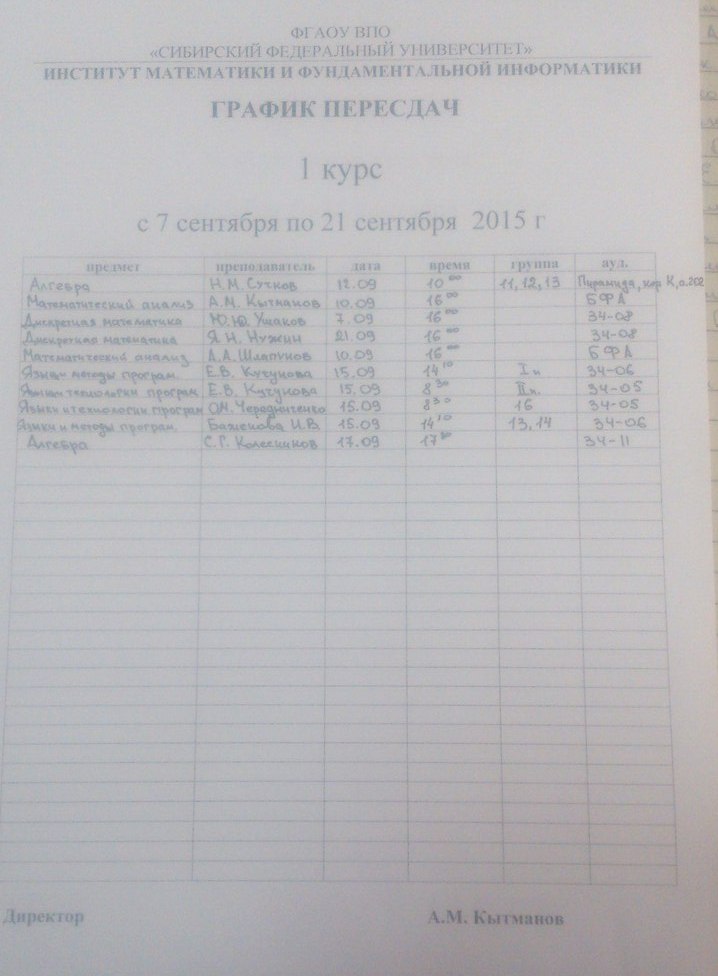 ФГАОУ ВПО
«СИБИРСКИЙ ФЕДЕРАЛЬНЫЙ УНИВЕРСИТЕТ»
ИНСТИТУТ МАТЕМАТИКИ И ФУНДАМЕНТАЛЬНОЙ ИНФОРМАТИКИ
ГРАФИК ПЕРЕСДАЧ
1 курс
с 7 сентября по 21 сентября 2015 г
предмет преподаватель дата время группа ауд.
Алгебра Н.М. Сучков 12.09 10 00 11, 12, 13 Пирамида, кор К, а.202
Математический анализ А.М. Кытманов 10.09 16 00 БФА
Дискретная математика Ю.Ю. Ушаков 7.09 16 00 34-08
Дискретная математика Я.Н. Нужин 21.09 16 00 34-08
Математический анализ А.А. Шлапунов 10.09 16 00 БФА
Языки и методы програм. Е.В. Кучунова 15.09 14 10 I п. 34-06
Языки и технологии програм Е.В. Кучунова 15.09 8 30 II п. 34-05
Языки и технологии програм О.М. Чередниченко 15.09 8 30 16 34-05
Языки и методы програм. Баженова И.В. 15.09 14 10 13, 14 34-06
Алгебра С.Г. Колесников 17.09 34-11
Директор А.М. Кытманов